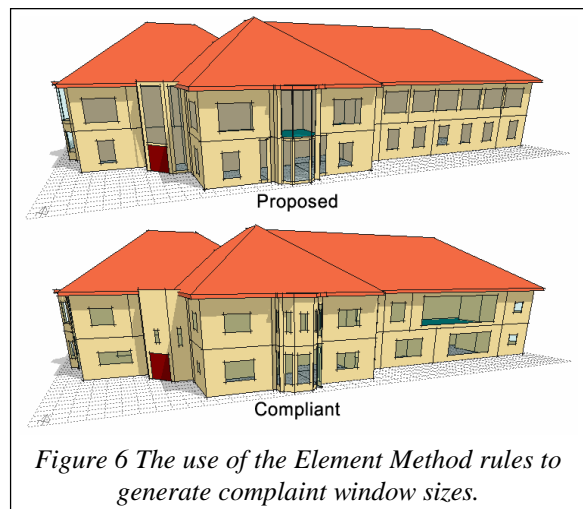 Proposed
Compliant
Figure 6 The use of the Element Method rules to
generate complaint window sizes.